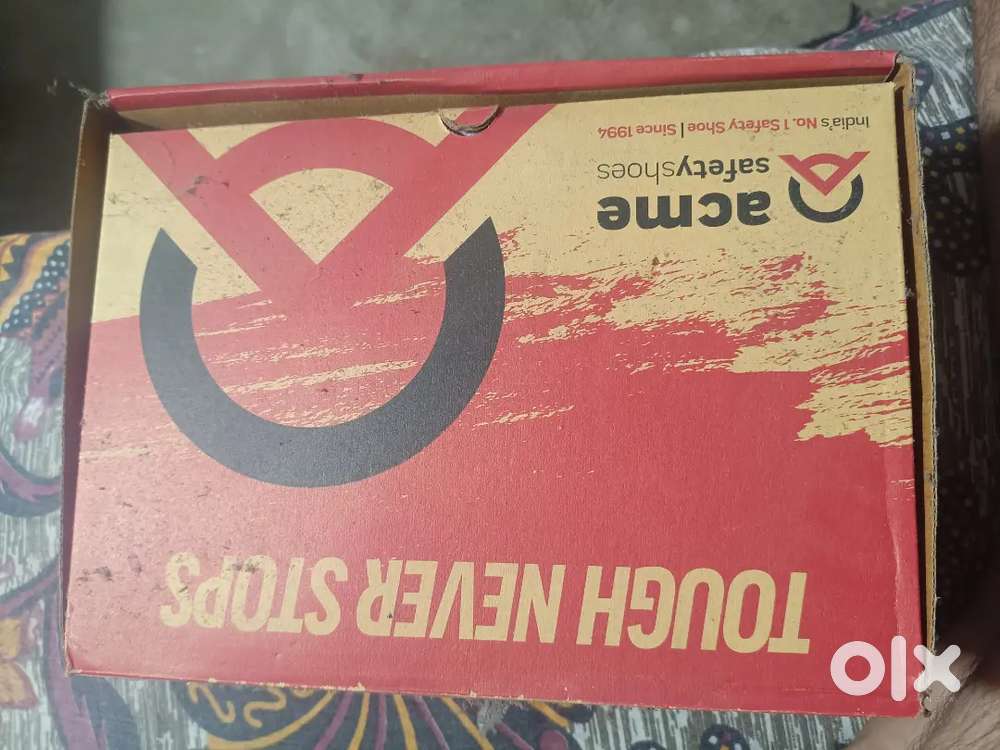 acme
safetyshoes
India's No. 1 Safety Shoe | Since 1994
TOUGH NEVER STOPS
olx